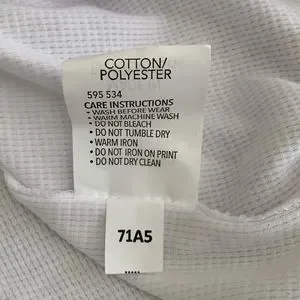 COTTON/
POLYESTER
595 534
CARE INSTRUCTIONS
• WASH BEFORE WEAR
• WARM MACHINE WASH
• DO NOT BLEACH
• DO NOT TUMBLE DRY
• WARM IRON
• DO NOT IRON ON PRINT
• DO NOT DRY CLEAN
71A5